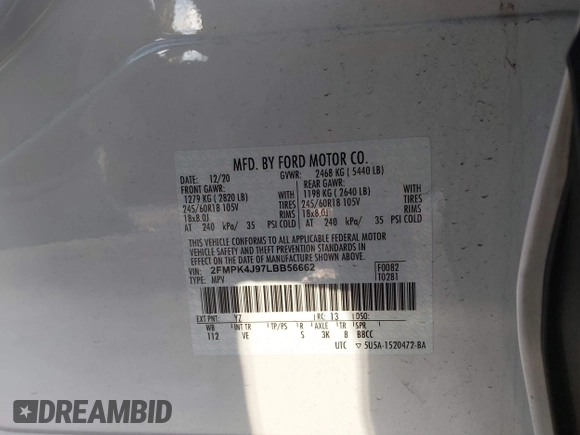 MFD. BY FORD MOTOR CO.
DATE: 12/20 GVWR: 2468 KG ( 5440 LB)
FRONT GAWR: REAR GAWR:
1279 KG ( 2820 LB) WITH 1198 KG ( 2640 LB) WITH
245/60R18 105V TIRES 245/60R18 105V TIRES
18x8.0J RIMS 18x8.0J RIMS
AT 240 kPa/ 35 PSI COLD AT 240 kPa/ 35 PSI COLD
THIS VEHICLE CONFORMS TO ALL APPLICABLE FEDERAL MOTOR
VEHICLE SAFETY AND THEFT PREVENTION STANDARDS IN
EFFECT ON THE DATE OF MANUFACTURE SHOWN ABOVE.
VIN: 2FMPK4J97LBB56662 F0082
TYPE: MPV T0281
EXT PNT: YZ RC: 13 DSO:
WB INT TR TP/PS R AXLE TR SPR
112 VE S 3K 8 BBCC
UTC ▽ 5U5A-1520472-BA
DREAMBID